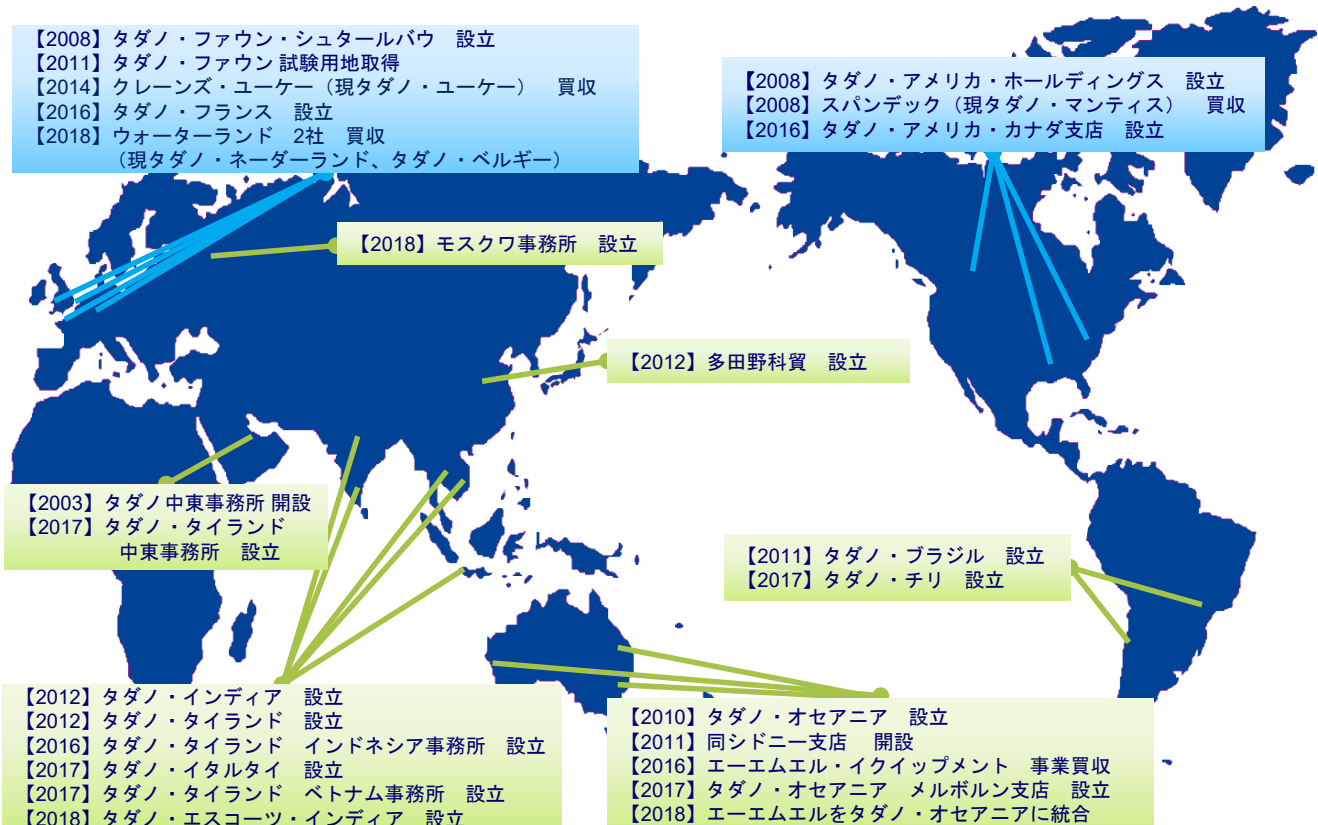 【2008】タダノ・ファウン・シュタールバウ　設立
【2011】タダノ・ファウン 試験用地取得
【2014】クレーンズ・ユーケー（現タダノ・ユーケー）　買収
【2016】タダノ・フランス　設立
【2018】ウォーターランド　2社　買収
（現タダノ・ネーダーランド、タダノ・ベルギー）
【2008】タダノ・アメリカ・ホールディングス　設立
【2008】スパンデック（現タダノ・マンティス）　買収
【2016】タダノ・アメリカ・カナダ支店　設立
【2018】モスクワ事務所　設立
【2012】多田野科貿　設立
【2003】タダノ中東事務所 開設
【2017】タダノ・タイランド
中東事務所　設立
【2011】タダノ・ブラジル　設立
【2017】タダノ・チリ　設立
【2012】タダノ・インディア　設立
【2012】タダノ・タイランド　設立
【2016】タダノ・タイランド　インドネシア事務所　設立
【2017】タダノ・イタルタイ　設立
【2017】タダノ・タイランド　ベトナム事務所　設立
【2018】タダノ・エスコーツ・インディア　設立
【2010】タダノ・オセアニア　設立
【2011】同シドニー支店　開設
【2016】エーエムエル・イクイップメント　事業買収
【2017】タダノ・オセアニア　メルボルン支店　設立
【2018】エーエムエルをタダノ・オセアニアに統合